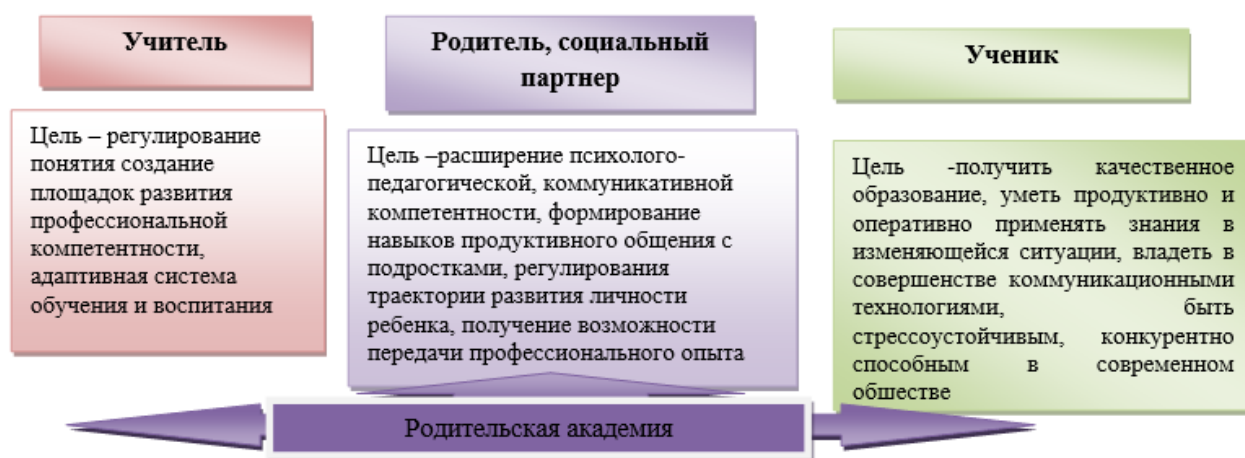 Учитель
Цель – регулирование
понятия создание
площадок развития
профессиональной
компетентности,
адаптивная система
обучения и воспитания
Родитель, социальный
партнер
Цель –расширение психолого-
педагогической, коммуникативной
компетентности, формирование
навыков продуктивного общения с
подростками, регулирования
траектории развития личности
ребенка, получение возможности
передачи профессионального опыта
Ученик
Цель -получить качественное
образование, уметь продуктивно и
оперативно применять знания в
изменяющейся ситуации, владеть в
совершенстве коммуникационными
технологиями, быть
стрессоустойчивым, конкурентно
способным в современном
обществе
Родительская академия